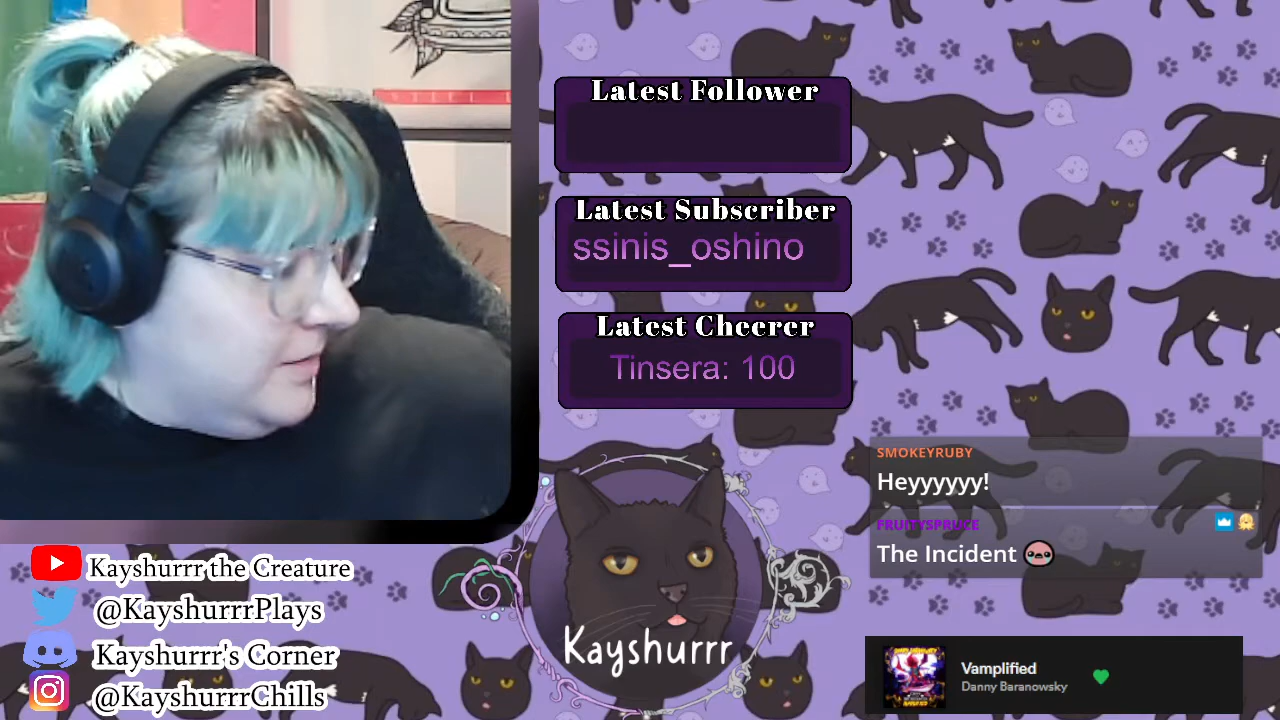 Latest Follower
Latest Subscriber
ssinis_oshino
Latest Cheerer
Tinsera: 100
SMOKEYRUBY
Heyyyyyy!
FRUITYSPRUCE
The Incident
Kayshurrr
Kayshurrr the Creature
@KayshurrrPlays
Kayshurrr's Corner
@KayshurrrChills
Vamplified
Danny Baranowsky